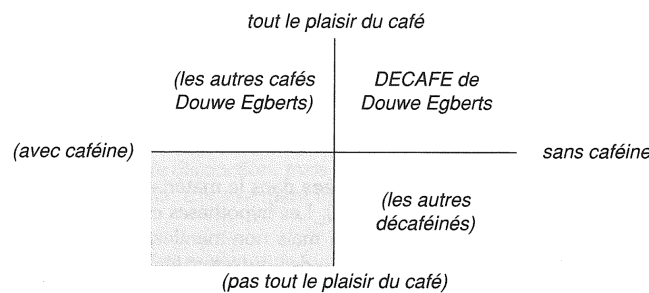 tout le plaisir du café
(les autres cafés
Douwe Egberts)
DECAFE de
Douwe Egberts
(avec caféine)
sans caféine
(les autres
décaféinés)
(pas tout le plaisir du café)